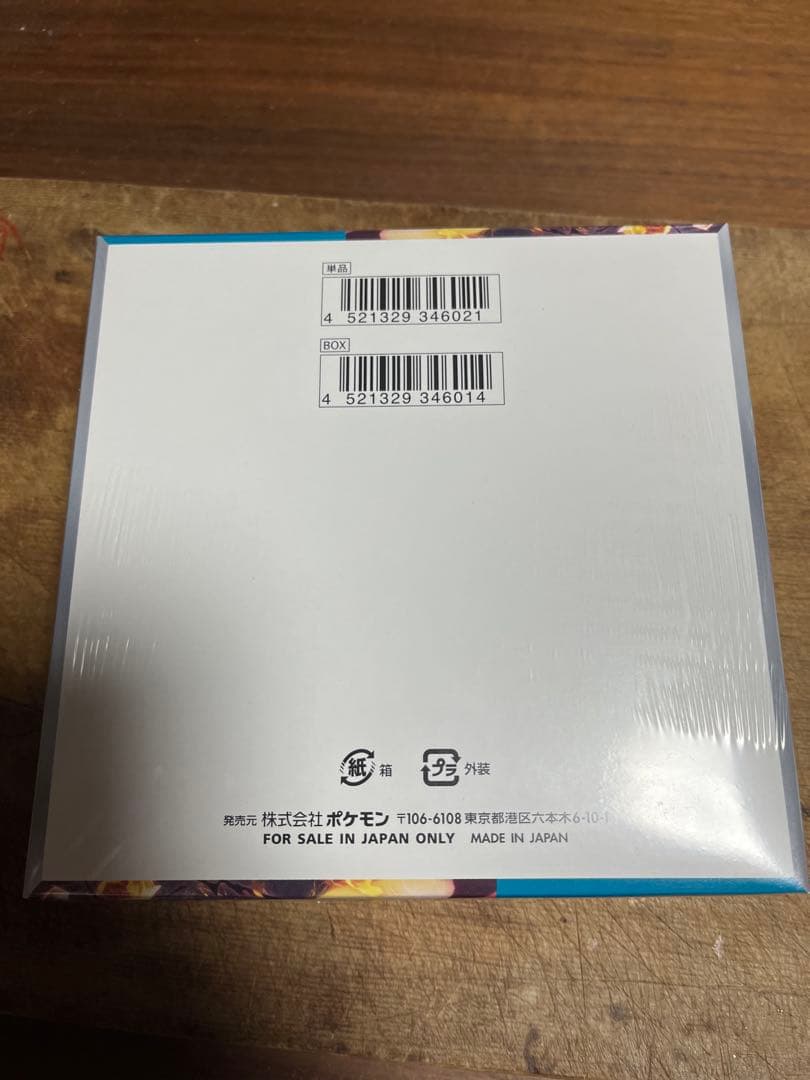 単品
4 521329 346021
BOX
4 521329 346014
紙 箱 プラ 外装
発売元 株式会社 ポケモン 〒106-6108 東京都港区六本木6-10-1
FOR SALE IN JAPAN ONLY MADE IN JAPAN